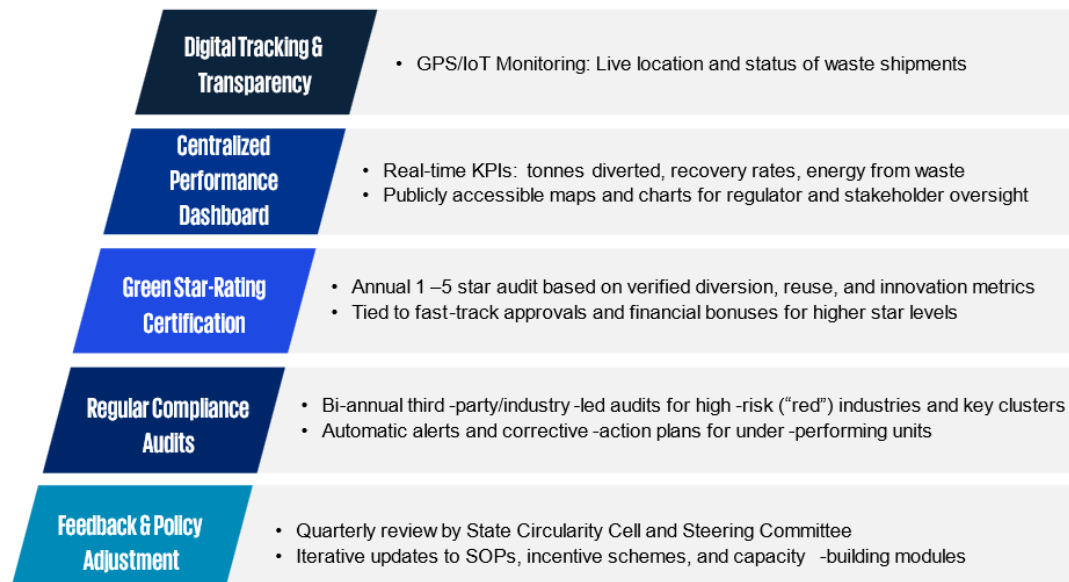 Digital Tracking &
Transparency
• GPS/IoT Monitoring: Live location and status of waste shipments
Centralized
Performance
Dashboard
• Real-time KPIs: tonnes diverted, recovery rates, energy from waste
• Publicly accessible maps and charts for regulator and stakeholder oversight
Green Star-Rating
Certification
• Annual 1 –5 star audit based on verified diversion, reuse, and innovation metrics
• Tied to fast-track approvals and financial bonuses for higher star levels
Regular Compliance
Audits
• Bi-annual third -party/industry -led audits for high -risk (“red”) industries and key clusters
• Automatic alerts and corrective -action plans for under -performing units
Feedback & Policy
Adjustment
• Quarterly review by State Circularity Cell and Steering Committee
• Iterative updates to SOPs, incentive schemes, and capacity -building modules